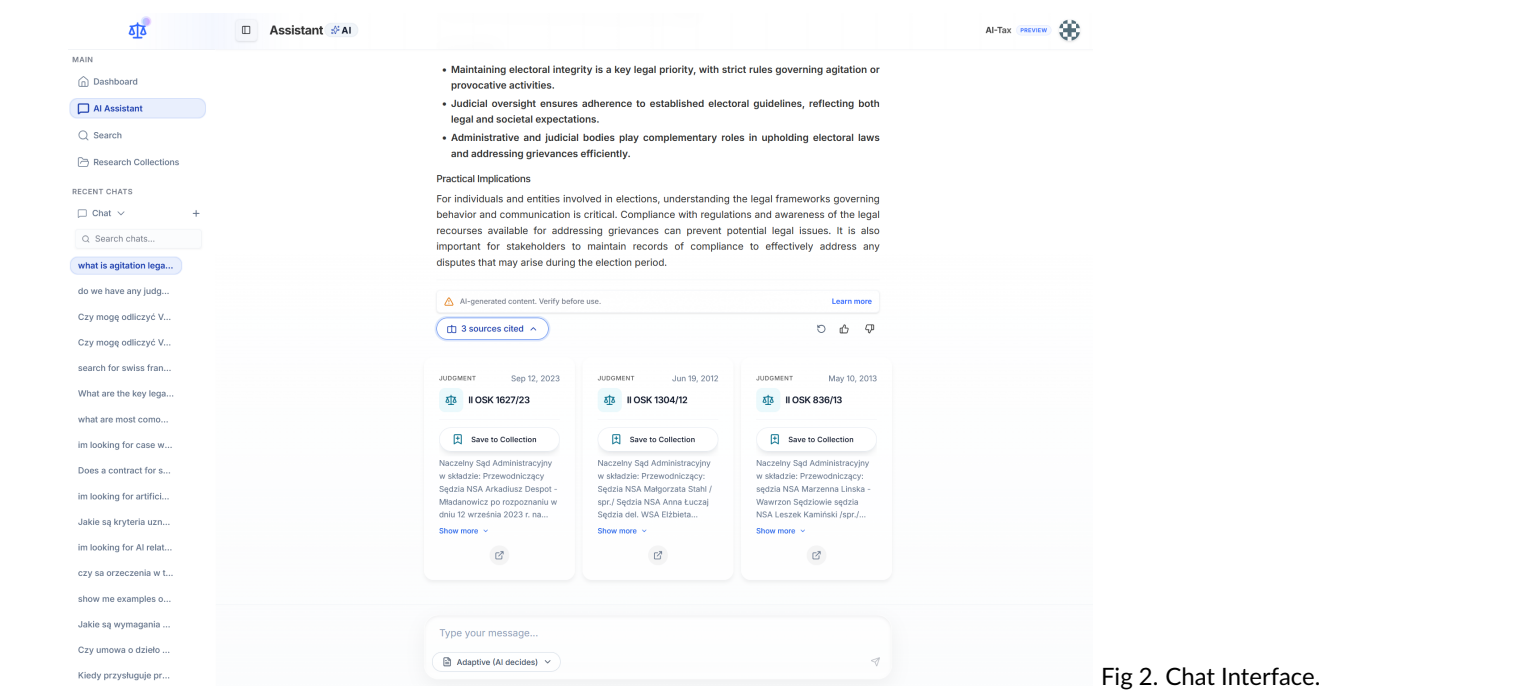 Assistant AI
AI-Tax PREVIEW
MAIN
Dashboard
AI Assistant
Search
Research Collections
RECENT CHATS
Chat
Search chats...
what is agitation lega...
do we have any judg...
Czy mogę odliczyć V...
Czy mogę odliczyć V...
search for swiss fran...
What are the key lega...
what are most como...
im looking for case w...
Does a contract for s...
im looking for artifici...
Jakie są kryteria uzn...
im looking for AI relat...
czy sa orzeczenia w t...
show me examples o...
Jakie są wymagania ...
Czy umowa o dzieło ...
Kiedy przysługuje pr...
• Maintaining electoral integrity is a key legal priority, with strict rules governing agitation or
provocative activities.
• Judicial oversight ensures adherence to established electoral guidelines, reflecting both
legal and societal expectations.
• Administrative and judicial bodies play complementary roles in upholding electoral laws
and addressing grievances efficiently.
Practical Implications
For individuals and entities involved in elections, understanding the legal frameworks governing
behavior and communication is critical. Compliance with regulations and awareness of the legal
recourses available for addressing grievances can prevent potential legal issues. It is also
important for stakeholders to maintain records of compliance to effectively address any
disputes that may arise during the election period.
AI-generated content. Verify before use.
Learn more
3 sources cited
JUDGMENT Sep 12, 2023
II OSK 1627/23
Save to Collection
Naczelny Sąd Administracyjny
w składzie: Przewodniczący
Sędzia NSA Arkadiusz Despot -
Mładanowicz po rozpoznaniu w
dniu 12 września 2023 r. na...
Show more
JUDGMENT Jun 19, 2012
II OSK 1304/12
Save to Collection
Naczelny Sąd Administracyjny
w składzie: Przewodniczący:
Sędzia NSA Małgorzata Stahl /
spr./ Sędzia NSA Anna Łuczaj
Sędzia del. WSA Elżbieta...
Show more
JUDGMENT May 10, 2013
II OSK 836/13
Save to Collection
Naczelny Sąd Administracyjny
w składzie: Przewodniczący:
sędzia NSA Marzenna Linska -
Wawrzon Sędziowie sędzia
NSA Leszek Kamiński /spr./...
Show more
Type your message...
Adaptive (AI decides)
Fig 2. Chat Interface.